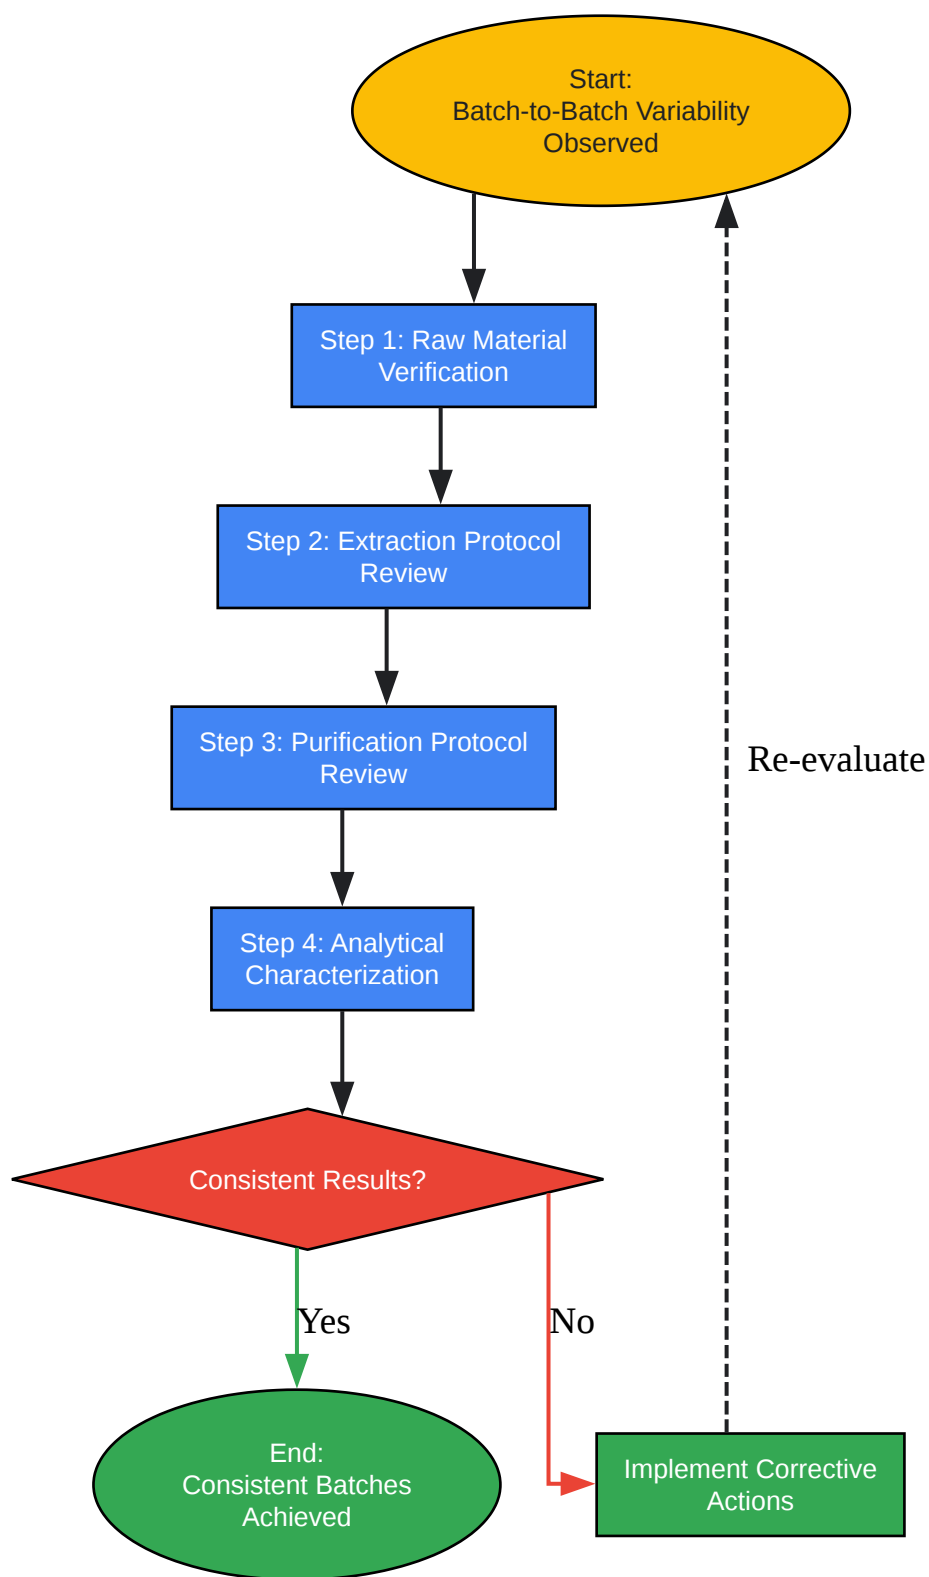 Start:
Batch-to-Batch Variability
Observed
Step 1: Raw Material
Verification
Step 2: Extraction Protocol
Review
Step 3: Purification Protocol
Review
Re-evaluate
Step 4: Analytical
Characterization
Consistent Results?
Yes
No
End:
Consistent Batches
Achieved
Implement Corrective
Actions